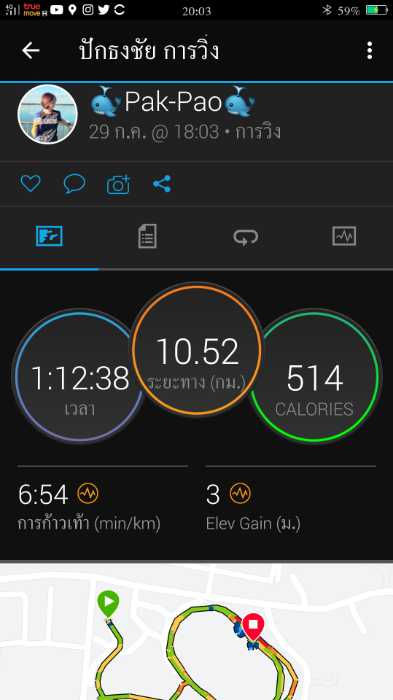 4G true
move H
20:03
59%
ปักธงชัย การวิ่ง
Pak-Pao
29 ก.ค. @ 18:03 • การวิ่ง
1:12:38
เวลา
10.52
ระยะทาง (กม.)
514
CALORIES
6:54
การก้าวเท้า (min/km)
3
Elev Gain (ม.)